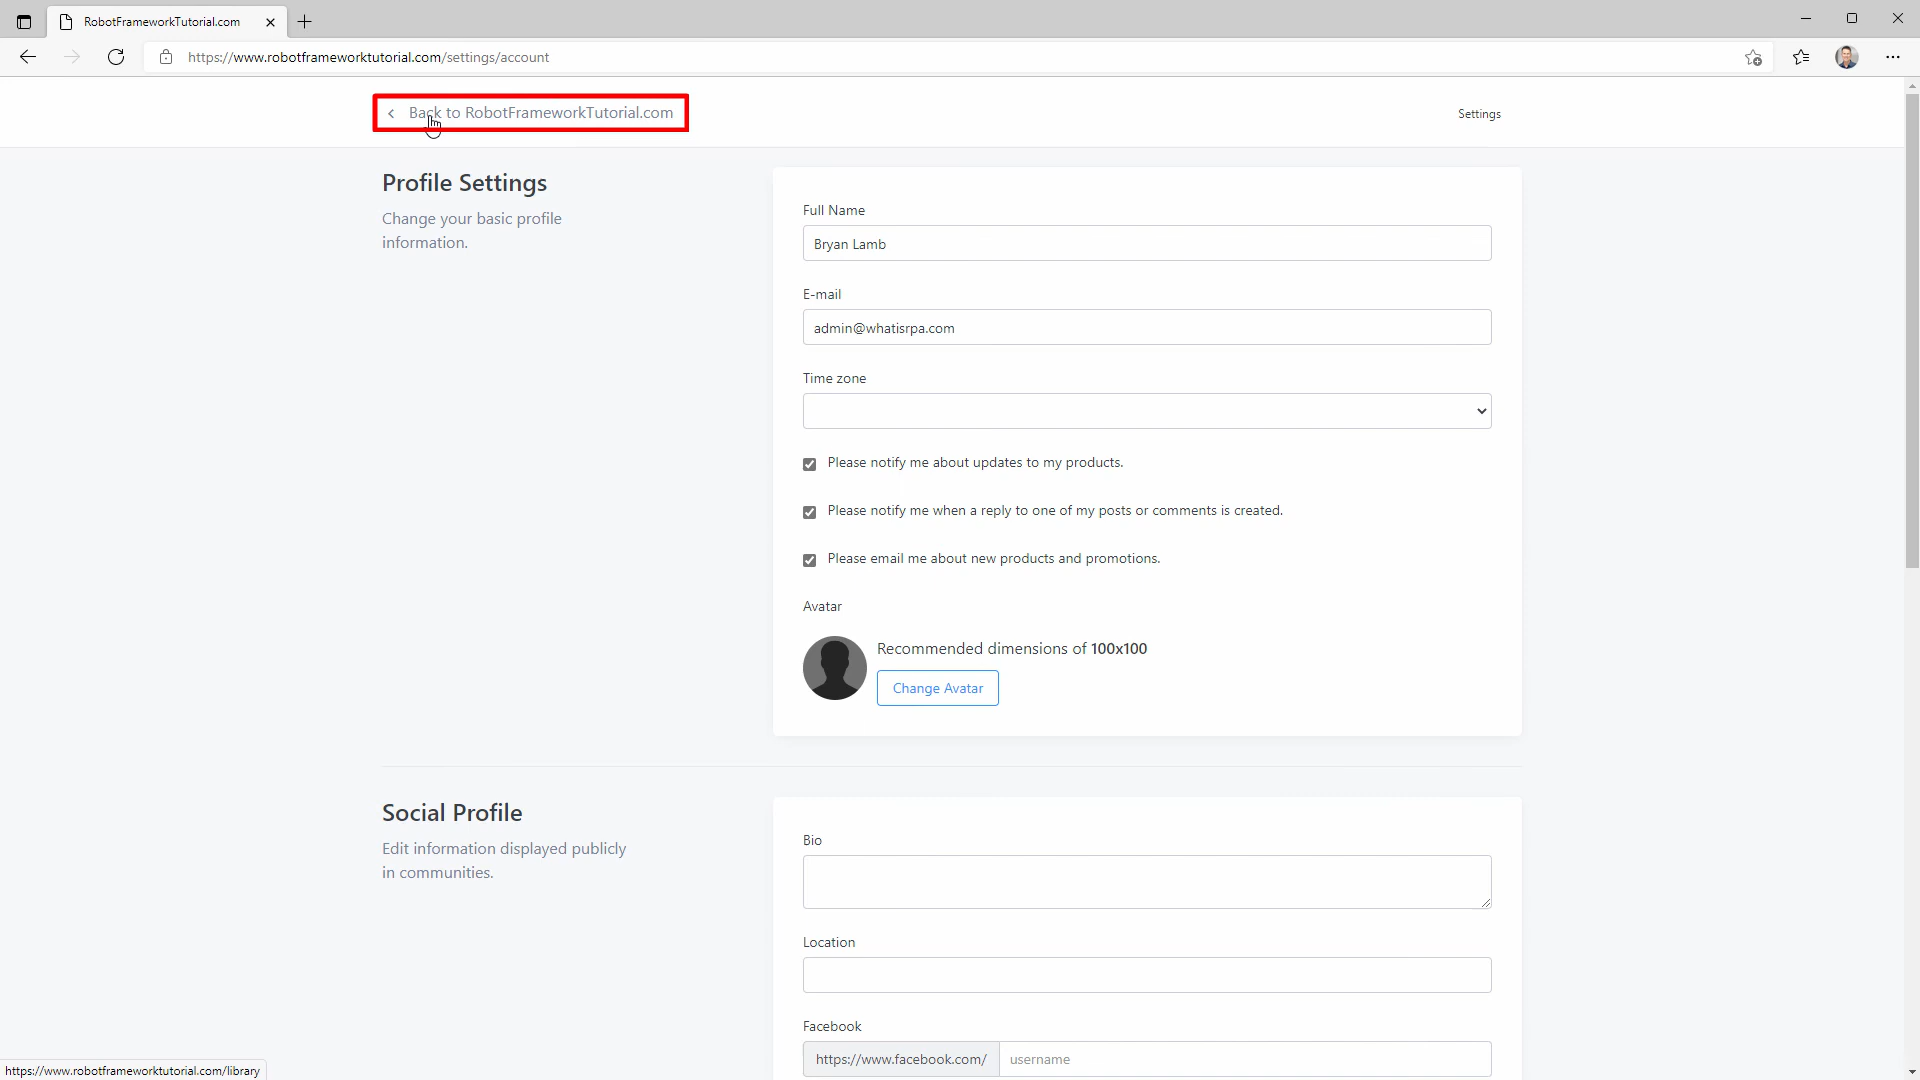 RobotFrameworkTutorial.com
https://www.robotframeworktutorial.com/settings/account
Back to RobotFrameworkTutorial.com
Settings
Profile Settings
Change your basic profile
information.
Full Name
Bryan Lamb
E-mail
admin@whatisrpa.com
Time zone
Please notify me about updates to my products.
Please notify me when a reply to one of my posts or comments is created.
Please email me about new products and promotions.
Avatar
Recommended dimensions of 100x100
Change Avatar
Social Profile
Edit information displayed publicly
in communities.
Bio
Location
Facebook
https://www.facebook.com/ username
https://www.robotframeworktutorial.com/library